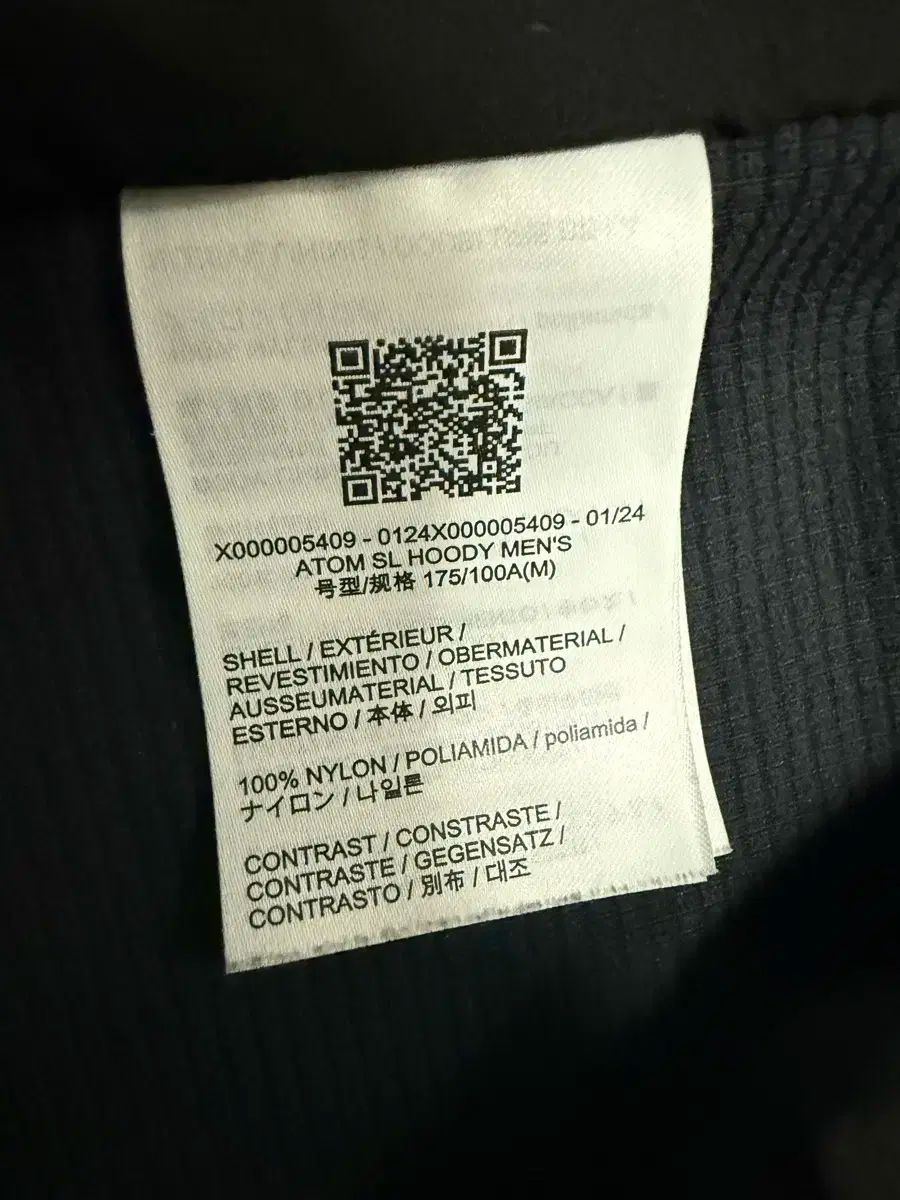 X000005409 - 0124X000005409 - 01/24
ATOM SL HOODY MEN'S
号型/规格 175/100A(M)
SHELL / EXTÉRIEUR /
REVESTIMIENTO / OBERMATERIAL /
AUSSEUMATERIAL / TESSUTO
ESTERNO / 本体 / 외피
100% NYLON / POLIAMIDA / poliamida /
ナイロン / 나일론
CONTRAST / CONSTRASTE /
CONTRASTE / GEGENSATZ /
CONTRASTO / 別布 / 대조